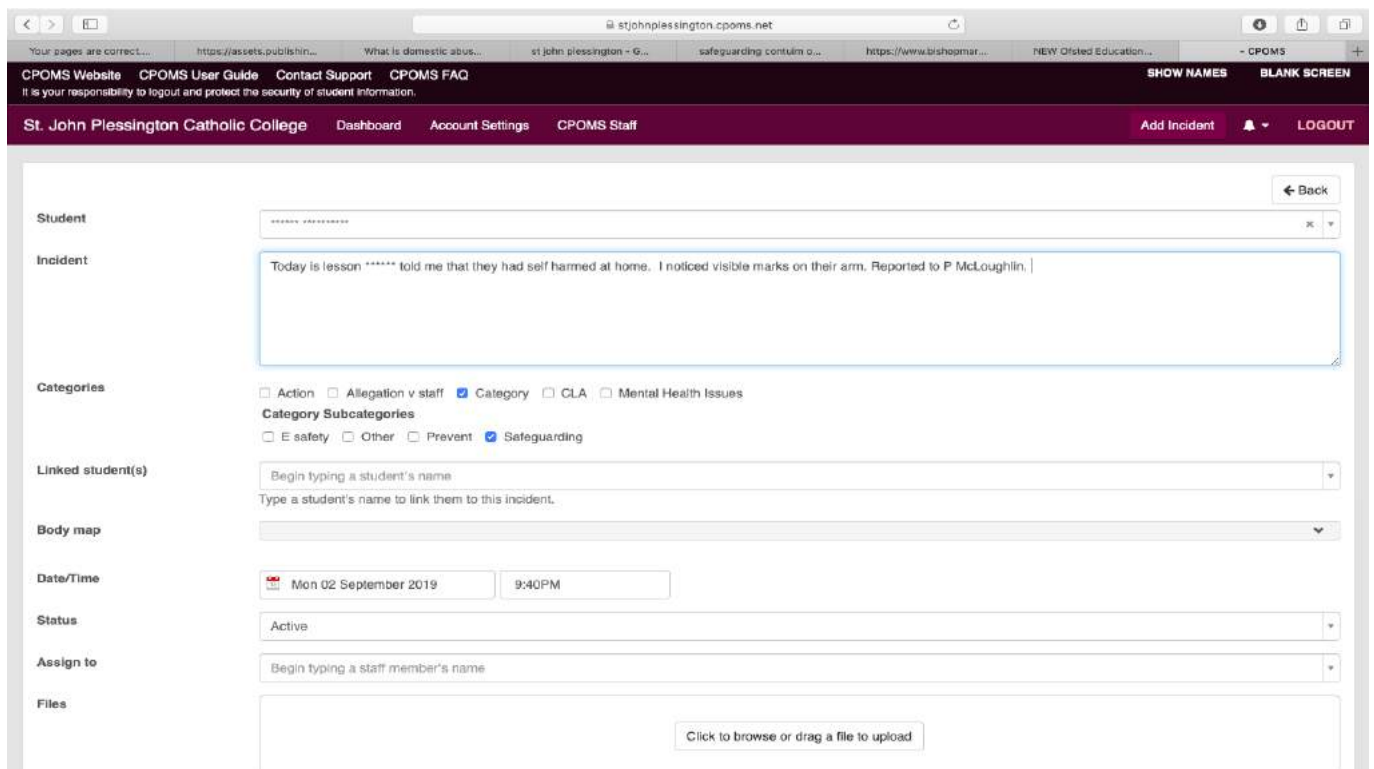 stjohnplessington.cpoms.net
Your pages are correct.... https://assets.publishin... What is domestic abus... st john plessington - G... safeguarding contuim o... https://www.bishopmar... NEW Ofsted Education... - CPOMS +
CPOMS Website CPOMS User Guide Contact Support CPOMS FAQ SHOW NAMES BLANK SCREEN
It is your responsibility to logout and protect the security of student information.
St. John Plessington Catholic College Dashboard Account Settings CPOMS Staff Add Incident LOGOUT
← Back
Student ****** **********
Incident Today is lesson ****** told me that they had self harmed at home. I noticed visible marks on their arm. Reported to P McLoughlin.
Categories Action Allegation v staff Category CLA Mental Health Issues
Category Subcategories
E safety Other Prevent Safeguarding
Linked student(s) Begin typing a student's name
Type a student's name to link them to this incident.
Body map
Date/Time Mon 02 September 2019 9:40PM
Status Active
Assign to Begin typing a staff member's name
Files
Click to browse or drag a file to upload